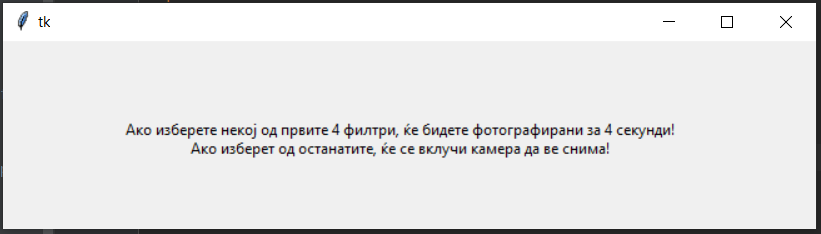 tk
Ако изберете некој од првите 4 филтри, ќе бидете фотографирани за 4 секунди!
Ако изберет од останатите, ќе се вклучи камера да ве снима!